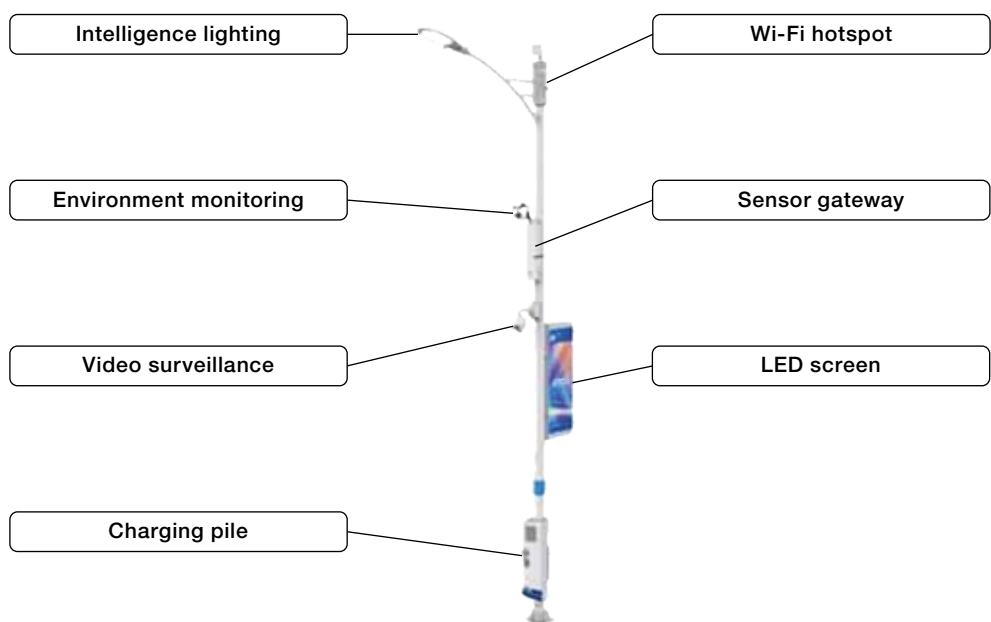 Intelligence lighting
Wi-Fi hotspot
Environment monitoring
Sensor gateway
Video surveillance
LED screen
Charging pile